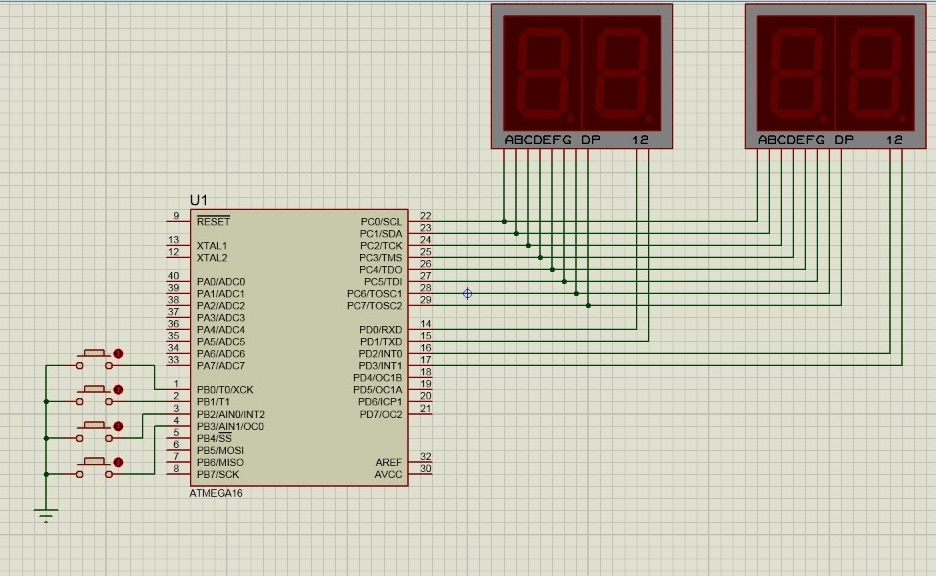 ABCDEFG DP 12
ABCDEFG DP 12
U1
9 RESET PC0/SCL 22
PC1/SDA 23
13 XTAL1 PC2/TCK 24
12 XTAL2 PC3/TMS 25
PC4/TDO 26
40 PA0/ADC0 PC5/TDI 27
39 PA1/ADC1 PC6/TOSC1 28
38 PA2/ADC2 PC7/TOSC2 29
37 PA3/ADC3
36 PA4/ADC4 PD0/RXD 14
35 PA5/ADC5 PD1/TXD 15
34 PA6/ADC6 PD2/INT0 16
33 PA7/ADC7 PD3/INT1 17
PD4/OC1B 18
1 PB0/T0/XCK PD5/OC1A 19
2 PB1/T1 PD6/ICP1 20
3 PB2/AIN0/INT2 PD7/OC2 21
4 PB3/AIN1/OC0
5 PB4/SS
6 PB5/MOSI
7 PB6/MISO AREF 32
8 PB7/SCK AVCC 30
ATMEGA16